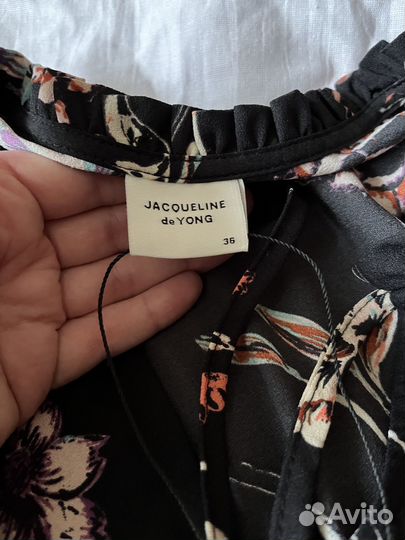 JACQUELINE
de YONG
36
Avito